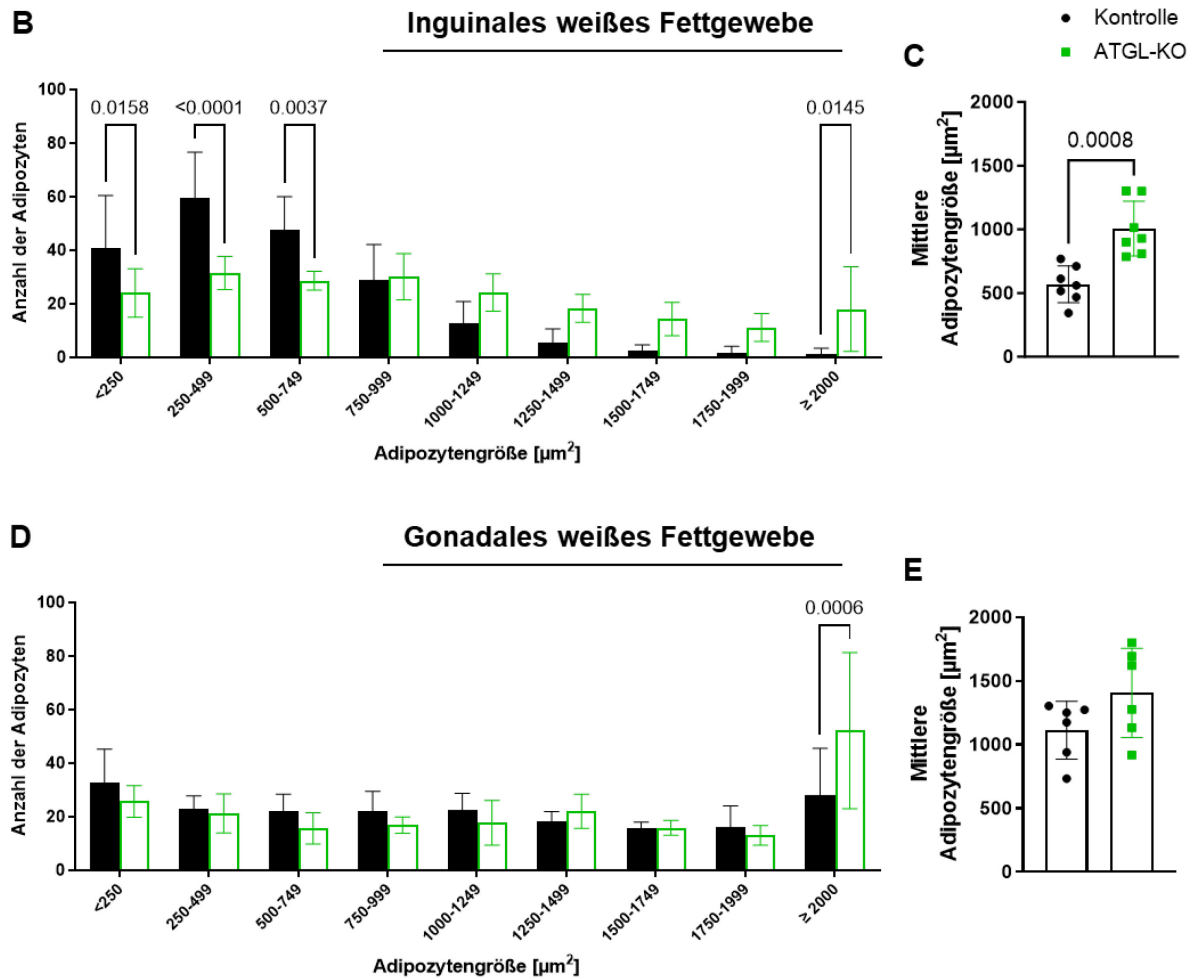 B
Inguinales weißes Fettgewebe
Kontrolle
ATGL-KO
Anzahl der Adipozyten
100
80
60
40
20
0
0.0158
<0.0001
0.0037
0.0145
<250
250-499
500-749
750-999
1000-1249
1250-1499
1500-1749
1750-1999
≥ 2000
Adipozytengröße [µm²]
C
Mittlere
Adipozytengröße [µm²]
2000
1500
1000
500
0
0.0008
D
Gonadales weißes Fettgewebe
Anzahl der Adipozyten
100
80
60
40
20
0
0.0006
<250
250-499
500-749
750-999
1000-1249
1250-1499
1500-1749
1750-1999
≥ 2000
Adipozytengröße [µm²]
E
Mittlere
Adipozytengröße [µm²]
2000
1500
1000
500
0